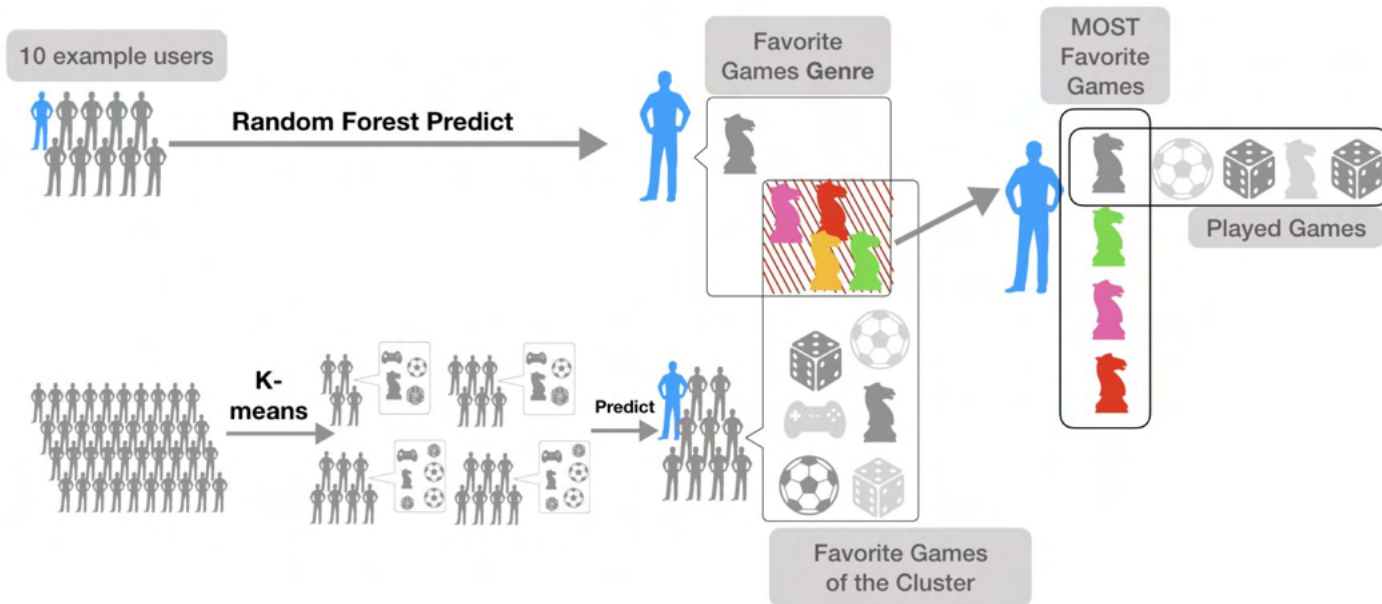 10 example users
Random Forest Predict
Favorite
Games Genre
MOST
Favorite
Games
Played Games
K-
means
Predict
Favorite Games
of the Cluster